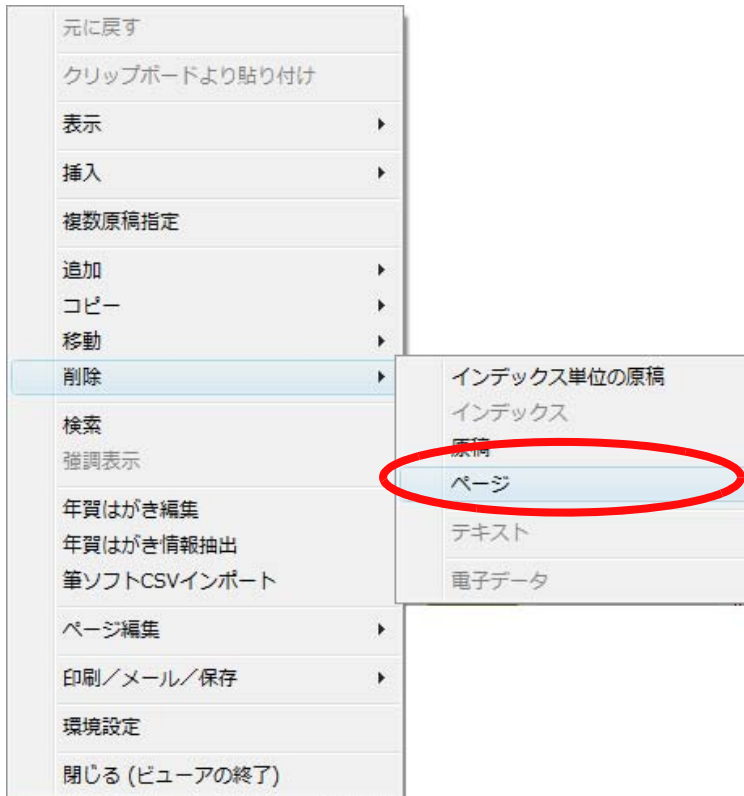 元に戻す
クリップボードより貼り付け
表示
挿入
複数原稿指定
追加
コピー
移動
削除
検索
強調表示
年賀はがき編集
年賀はがき情報抽出
筆ソフトCSVインポート
ページ編集
印刷／メール／保存
環境設定
閉じる (ビューアの終了)
インデックス単位の原稿
インデックス
原稿
ページ
テキスト
電子データ